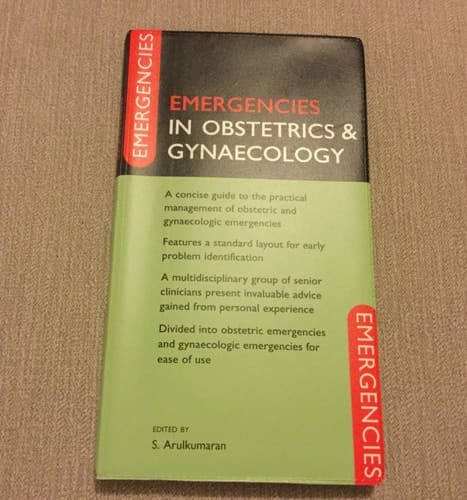 EMERGENCIES
EMERGENCIES
IN OBSTETRICS &
GYNAECOLOGY
A concise guide to the practical
management of obstetric and
gynaecologic emergencies
Features a standard layout for early
problem identification
A multidisciplinary group of senior
clinicians present invaluable advice
gained from personal experience
Divided into obstetric emergencies
and gynaecologic emergencies for
ease of use
EDITED BY
S. Arulkumaran
EMERGENCIES